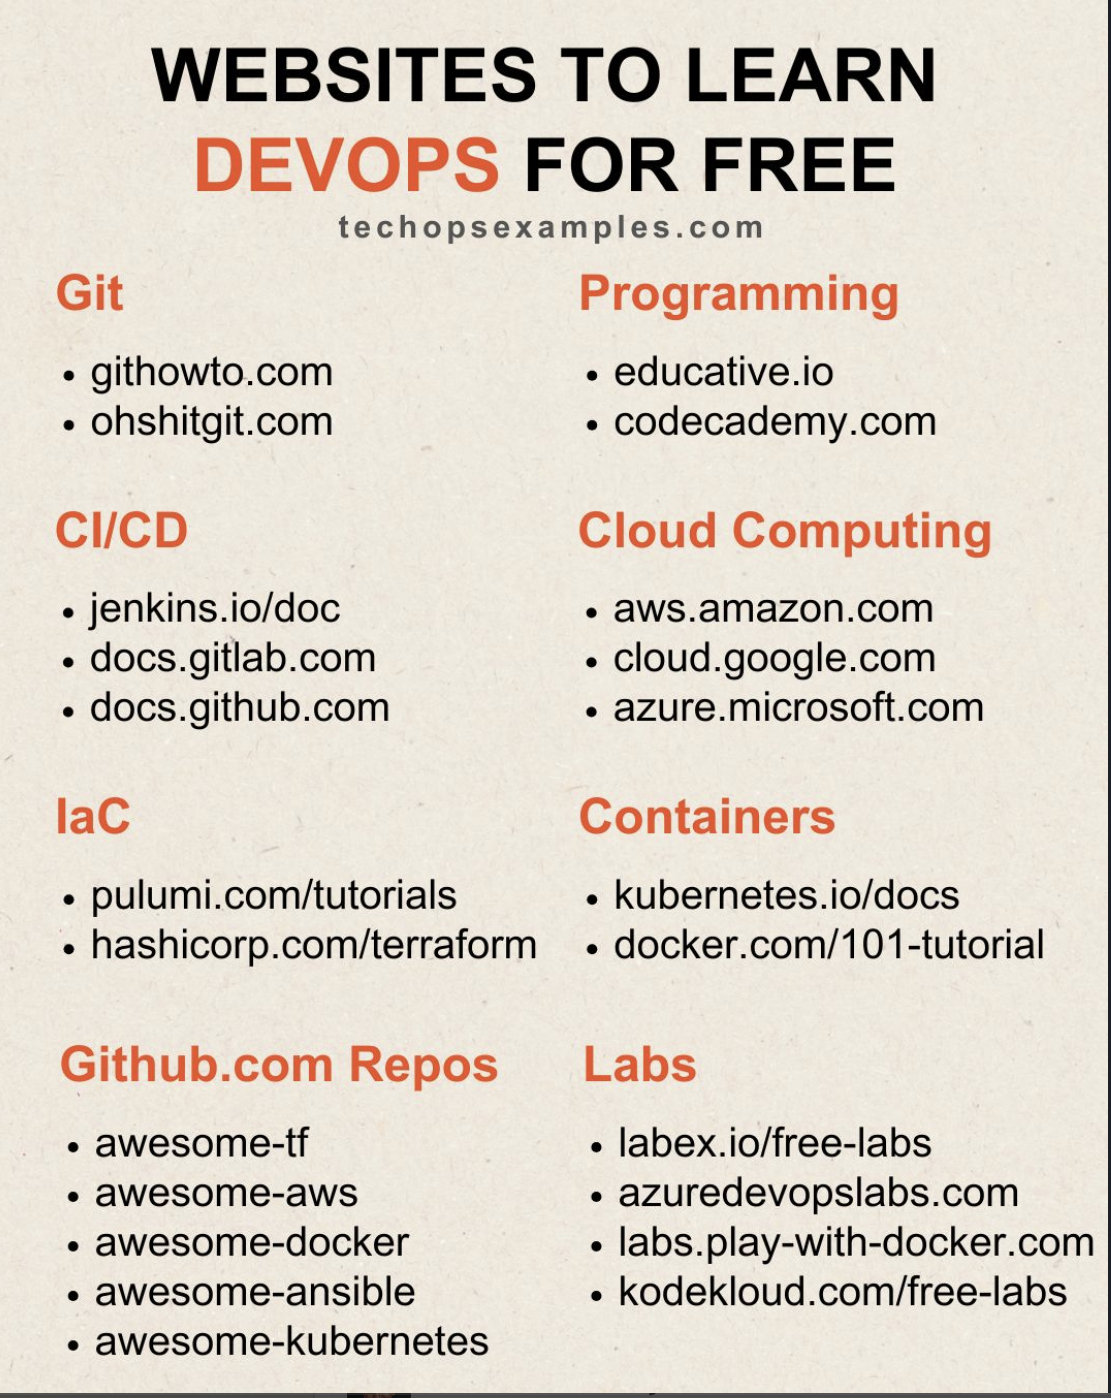 WEBSITES TO LEARN
DEVOPS FOR FREE
techopsexamples.com
Git
• githowto.com
• ohshitgit.com
Programming
• educative.io
• codecademy.com
CI/CD
• jenkins.io/doc
• docs.gitlab.com
• docs.github.com
Cloud Computing
• aws.amazon.com
• cloud.google.com
• azure.microsoft.com
IaC
• pulumi.com/tutorials
• hashicorp.com/terraform
Containers
• kubernetes.io/docs
• docker.com/101-tutorial
Github.com Repos
• awesome-tf
• awesome-aws
• awesome-docker
• awesome-ansible
• awesome-kubernetes
Labs
• labex.io/free-labs
• azuredevopslabs.com
• labs.play-with-docker.com
• kodekloud.com/free-labs